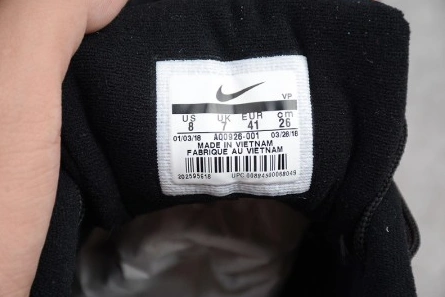 VP
US UK EUR cm
8 7 41 26
01/03/18 AO0926-001 03/28/18
MADE IN VIETNAM
FABRIQUE AU VIETNAM
UPC